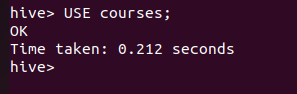 hive> USE courses;
OK
Time taken: 0.212 seconds
hive>